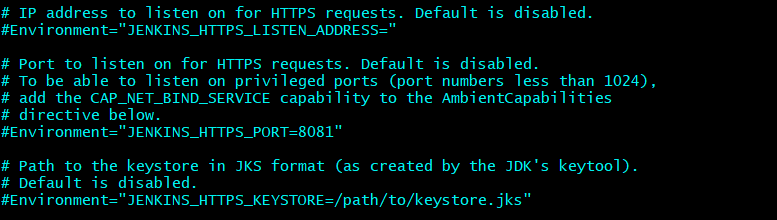 # IP address to listen on for HTTPS requests. Default is disabled.
#Environment="JENKINS_HTTPS_LISTEN_ADDRESS="
# Port to listen on for HTTPS requests. Default is disabled.
# To be able to listen on privileged ports (port numbers less than 1024),
# add the CAP_NET_BIND_SERVICE capability to the AmbientCapabilities
# directive below.
#Environment="JENKINS_HTTPS_PORT=8081"
# Path to the keystore in JKS format (as created by the JDK's keytool).
# Default is disabled.
#Environment="JENKINS_HTTPS_KEYSTORE=/path/to/keystore.jks"